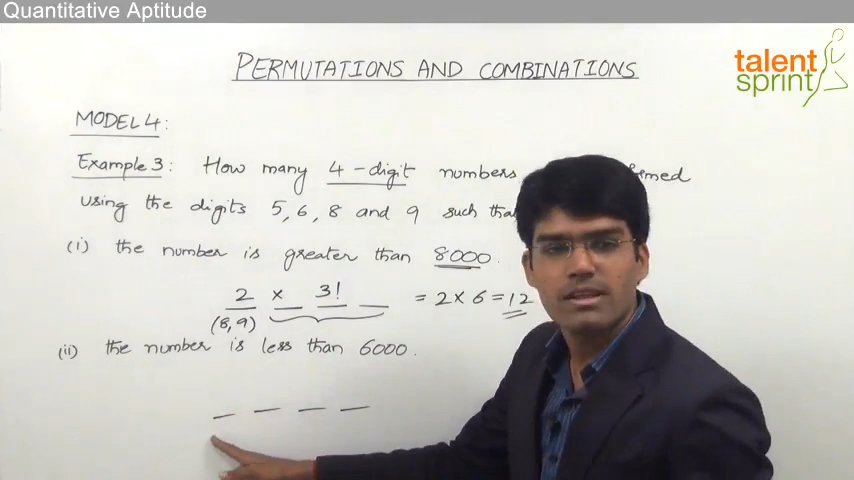 Quantitative Aptitude
talent
sprint
PERMUTATIONS AND COMBINATIONS
MODEL 4:
Example 3: How many 4-digit numbers
using the digits 5, 6, 8 and 9 such that
(i) the number is greater than 8000.
2 × 3! = 2 × 6 = 12
(8,9)
(ii) the number is less than 6000.